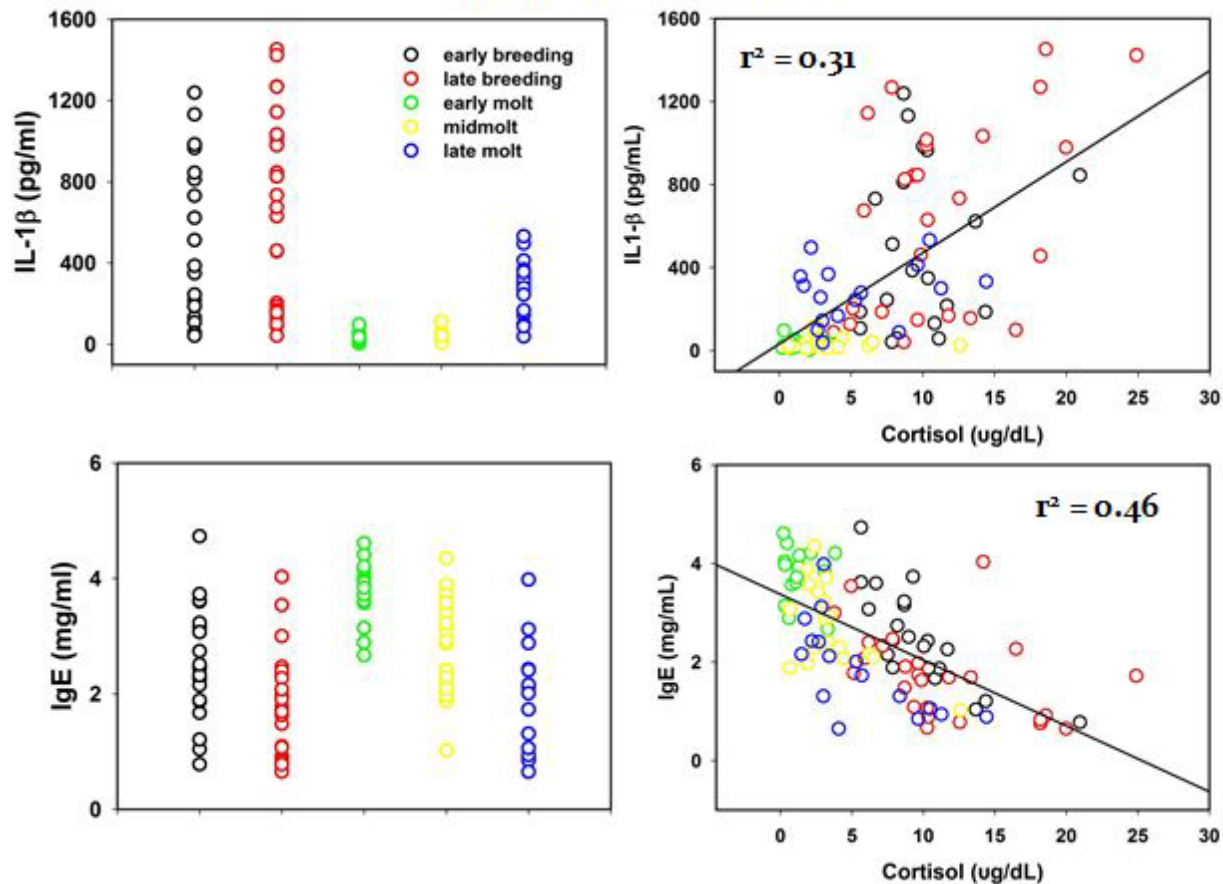 1600
1200
800
400
0
IL-1β (pg/ml)
early breeding
late breeding
early molt
midmolt
late molt
1600
1200
800
400
0
IL1-β (pg/mL)
r² = 0.31
0 5 10 15 20 25 30
Cortisol (ug/dL)
6
4
2
0
IgE (mg/ml)
6
4
2
0
IgE (mg/mL)
r² = 0.46
0 5 10 15 20 25 30
Cortisol (ug/dL)